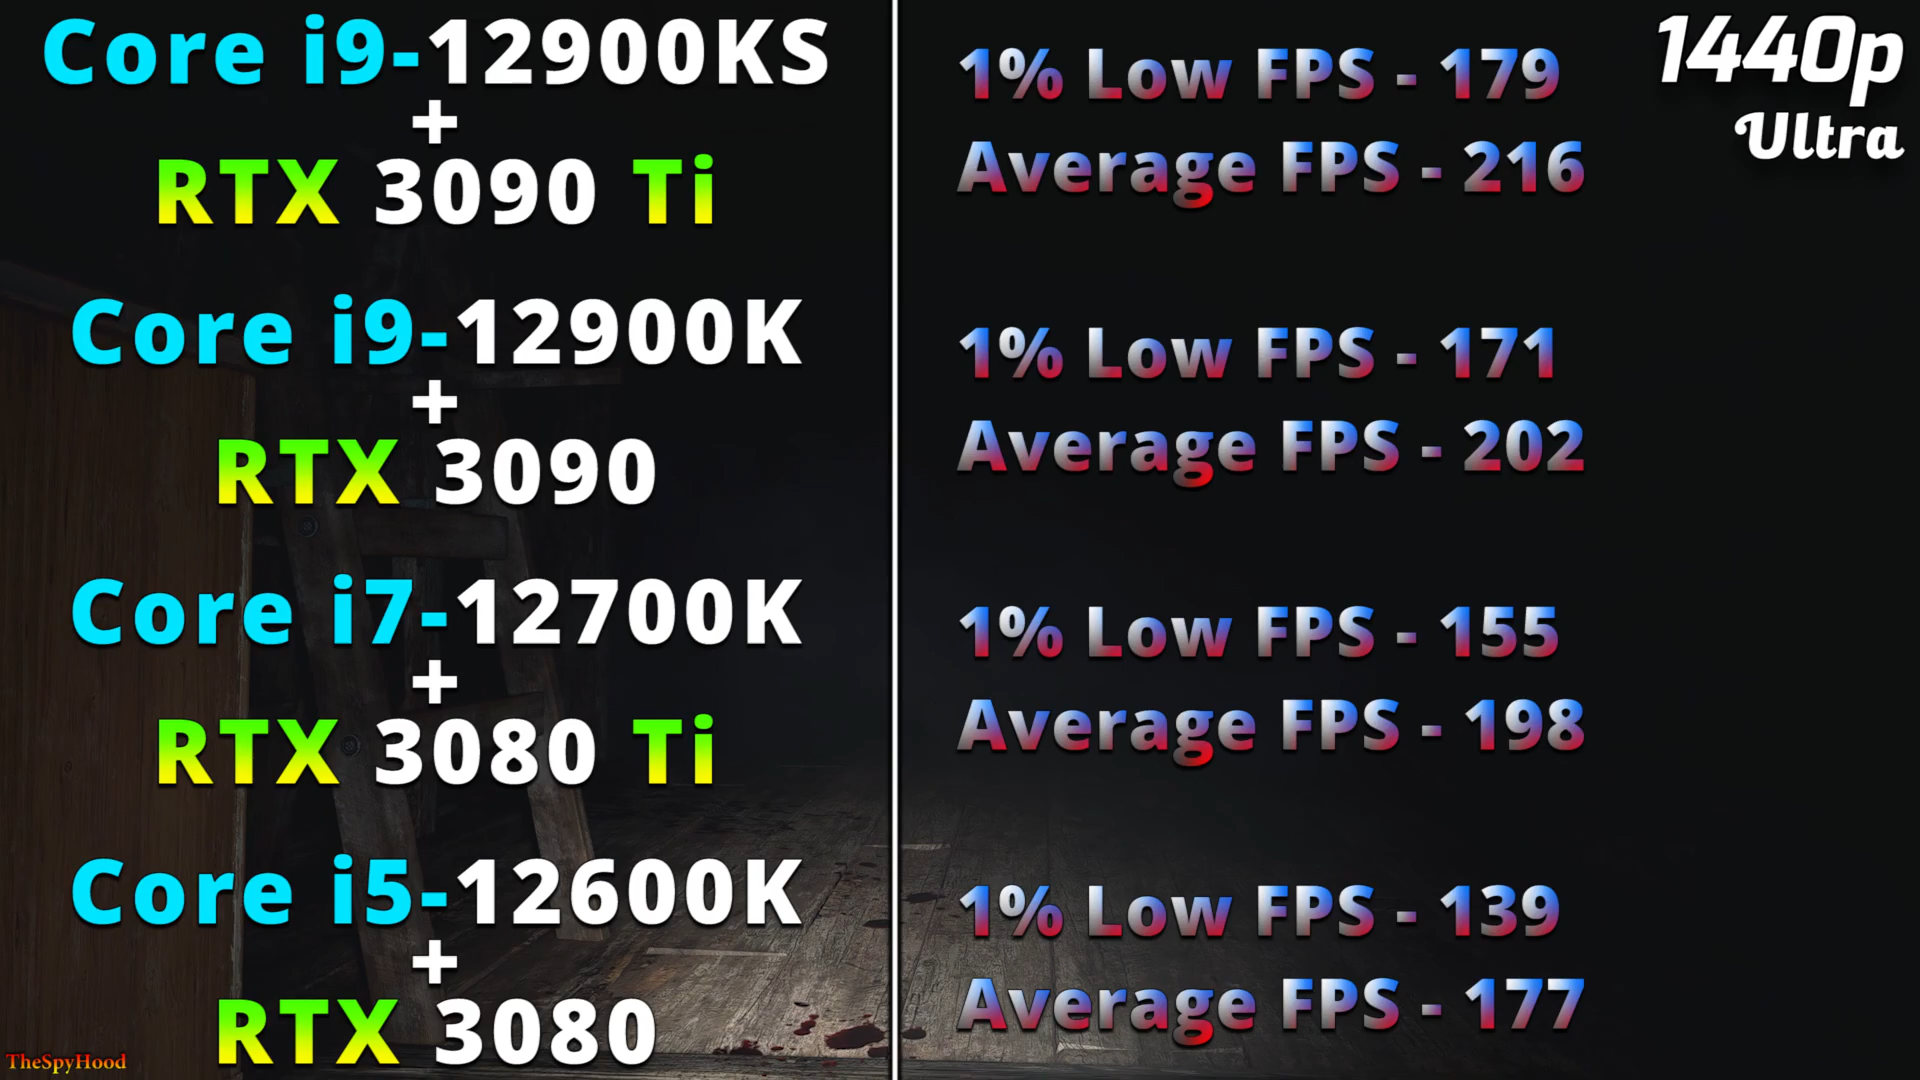 Core i9-12900KS
+
RTX 3090 Ti
1% Low FPS - 179
Average FPS - 216
1440p
Ultra
Core i9-12900K
+
RTX 3090
1% Low FPS - 171
Average FPS - 202
Core i7-12700K
+
RTX 3080 Ti
1% Low FPS - 155
Average FPS - 198
Core i5-12600K
+
RTX 3080
1% Low FPS - 139
Average FPS - 177
TheSpyHood